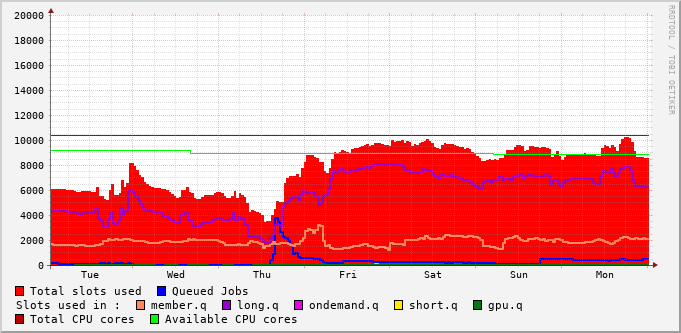 RRDTOOL / TOBI OETIKER
20000
18000
16000
14000
12000
10000
8000
6000
4000
2000
0
Tue Wed Thu Fri Sat Sun Mon
Total slots used Queued Jobs
Slots used in : member.q long.q ondemand.q short.q gpu.q
Total CPU cores Available CPU cores